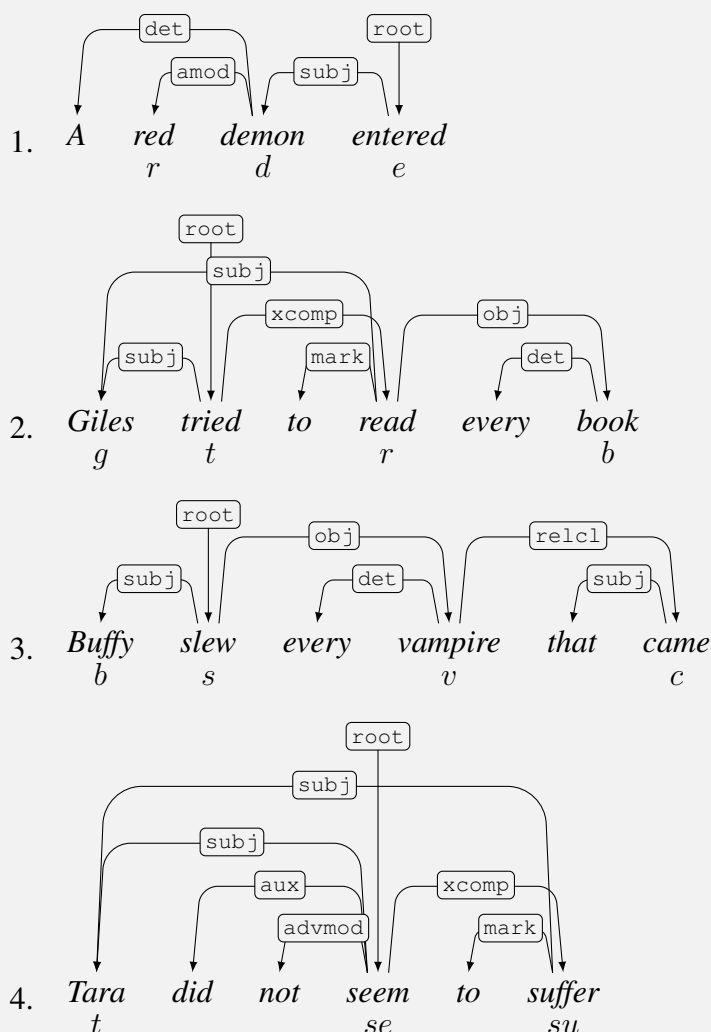 det root
amod subj
1. A red demon entered
r d e
root
subj
xcomp obj
subj mark det
2. Giles tried to read every book
g t r b
root
obj relcl
subj det subj
3. Buffy slew every vampire that came
b s v c
root
subj
subj
aux xcomp
advmod mark
4. Tara did not seem to suffer
t se su